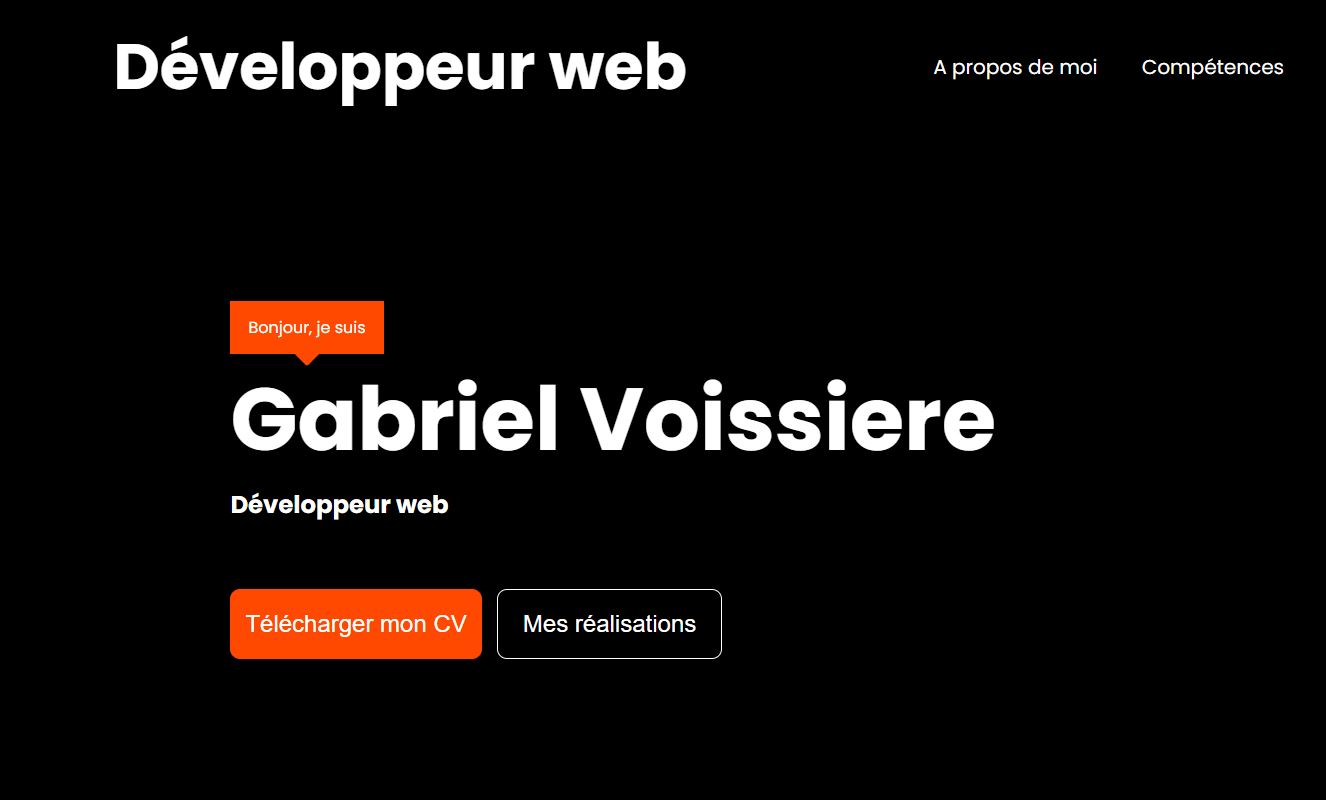 Développeur web
A propos de moi
Compétences
Bonjour, je suis
Gabriel Voissiere
Développeur web
Télécharger mon CV
Mes réalisations